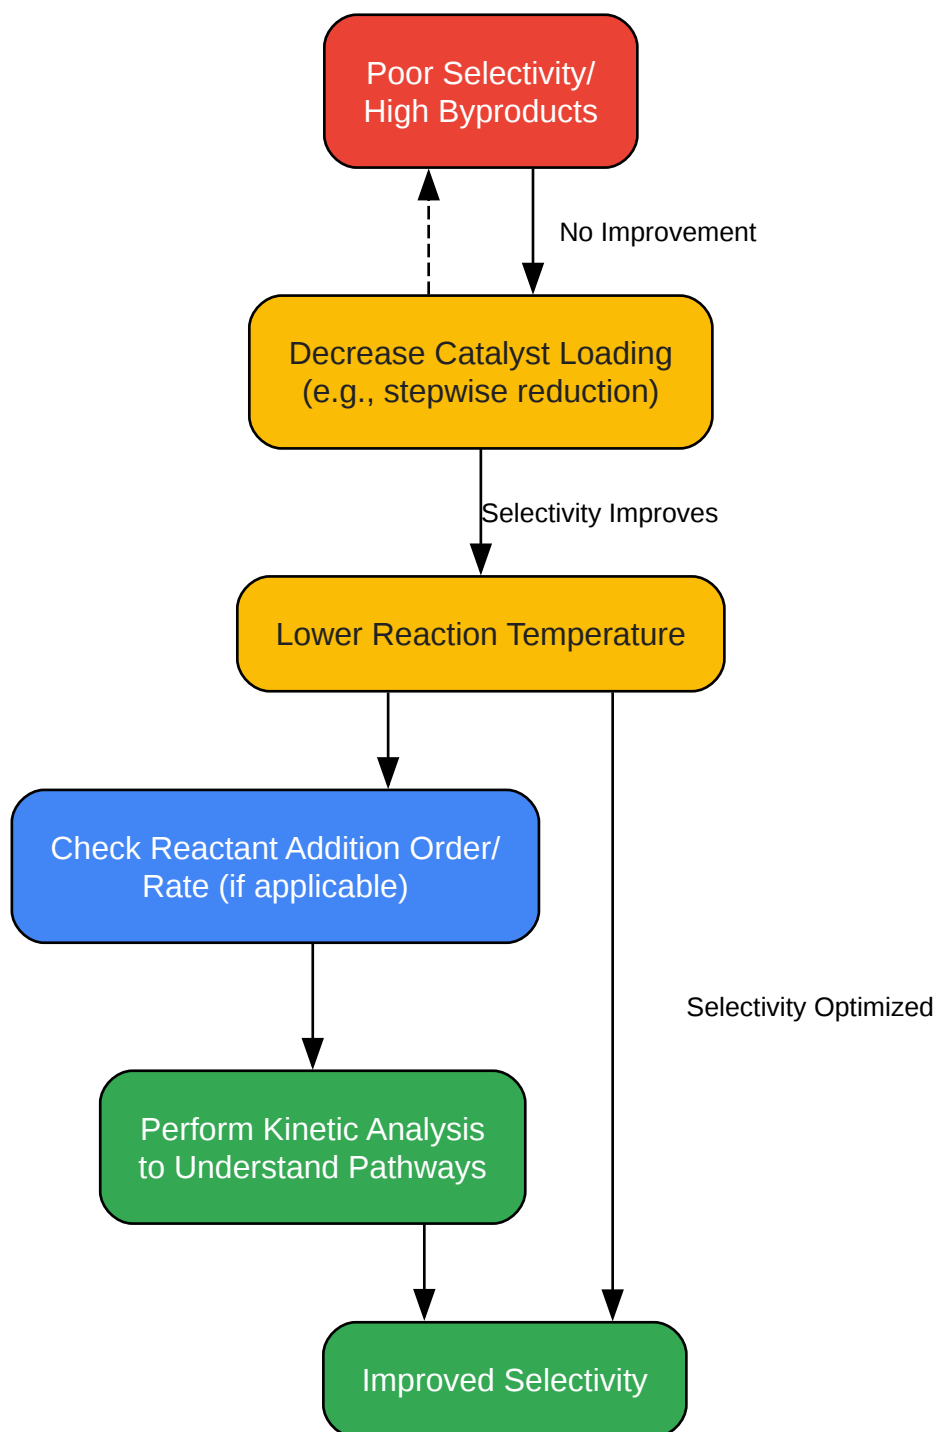 Poor Selectivity/
High Byproducts
No Improvement
Decrease Catalyst Loading
(e.g., stepwise reduction)
Selectivity Improves
Lower Reaction Temperature
Check Reactant Addition Order/
Rate (if applicable)
Selectivity Optimized
Perform Kinetic Analysis
to Understand Pathways
Improved Selectivity